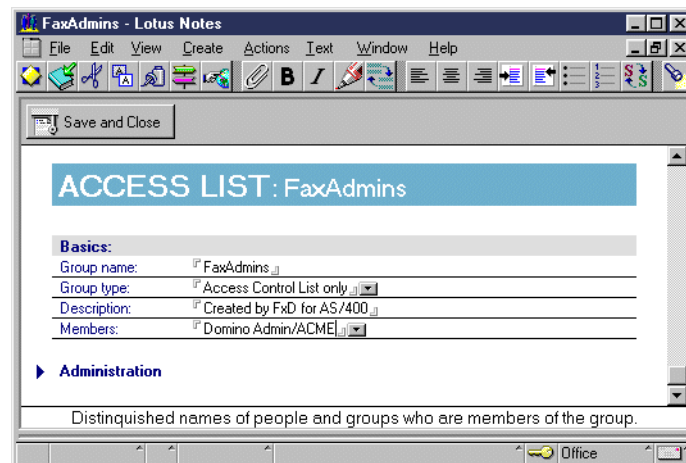 FaxAdmins - Lotus Notes
File Edit View Create Actions Text Window Help
B I
Save and Close
ACCESS LIST: FaxAdmins
Basics:
Group name: FaxAdmins
Group type: Access Control List only
Description: Created by FxD for AS/400
Members: Domino Admin/ACME
Administration
Distinquished names of people and groups who are members of the group.
Office